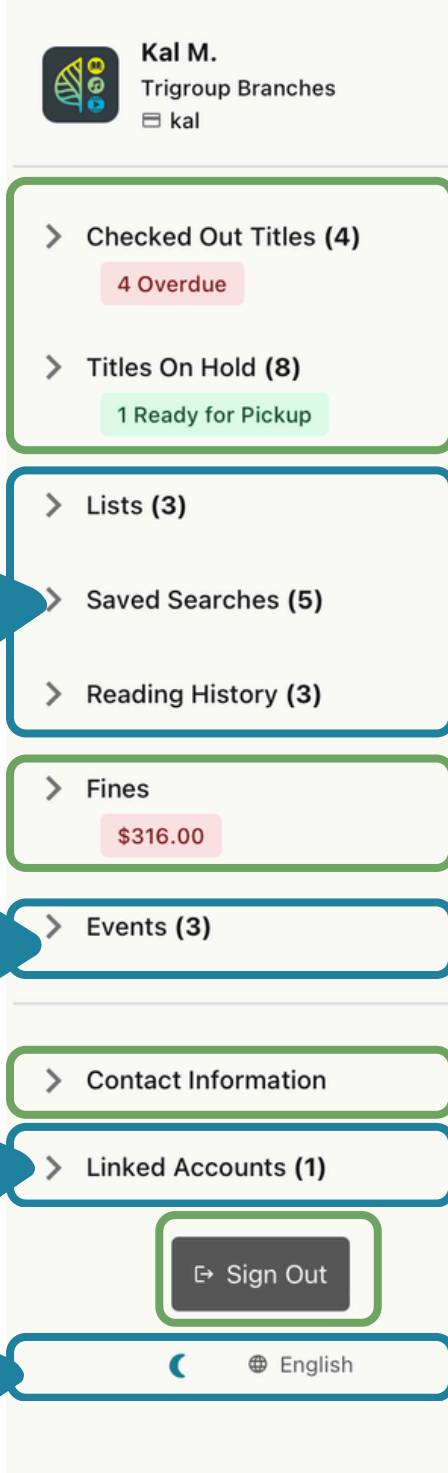 Kal M.
Trigroup Branches
kal
Checked Out Titles (4)
4 Overdue
Titles On Hold (8)
1 Ready for Pickup
Lists (3)
Saved Searches (5)
Reading History (3)
Fines
$316.00
Events (3)
Contact Information
Linked Accounts (1)
Sign Out
English